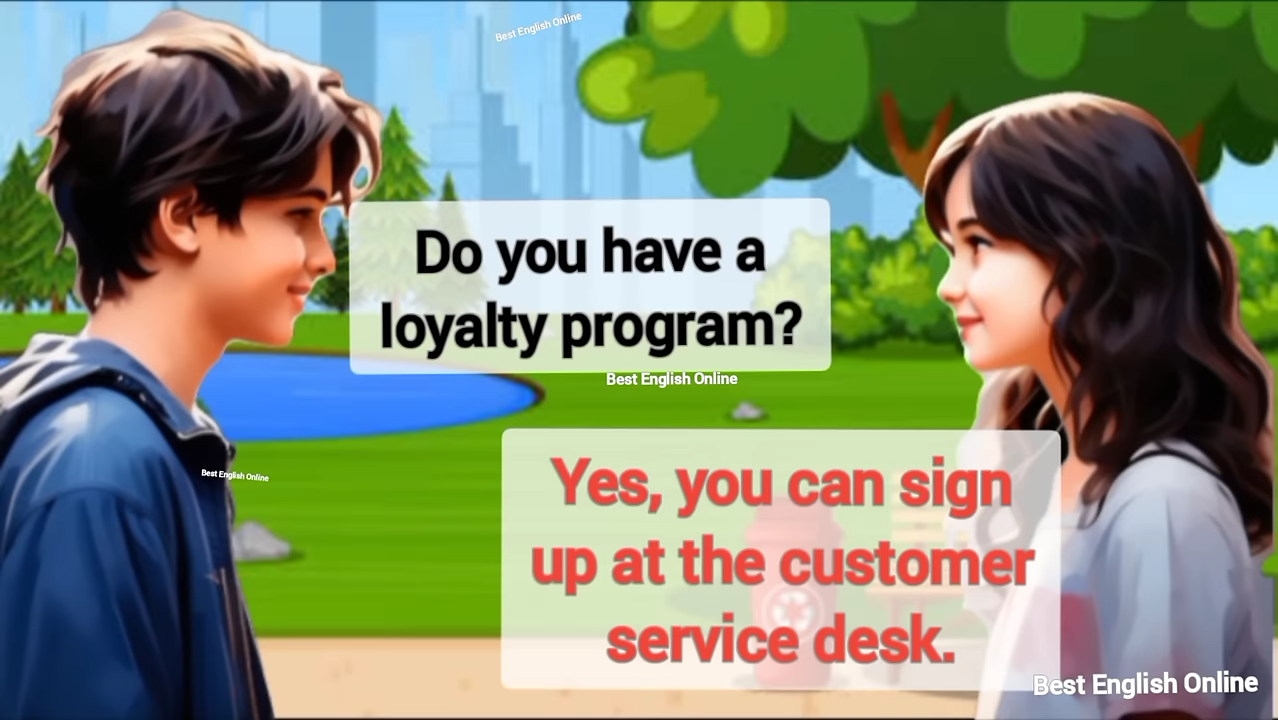 Best English Online
Do you have a
loyalty program?
Best English Online
Yes, you can sign
up at the customer
service desk.
Best English Online
Best English Online